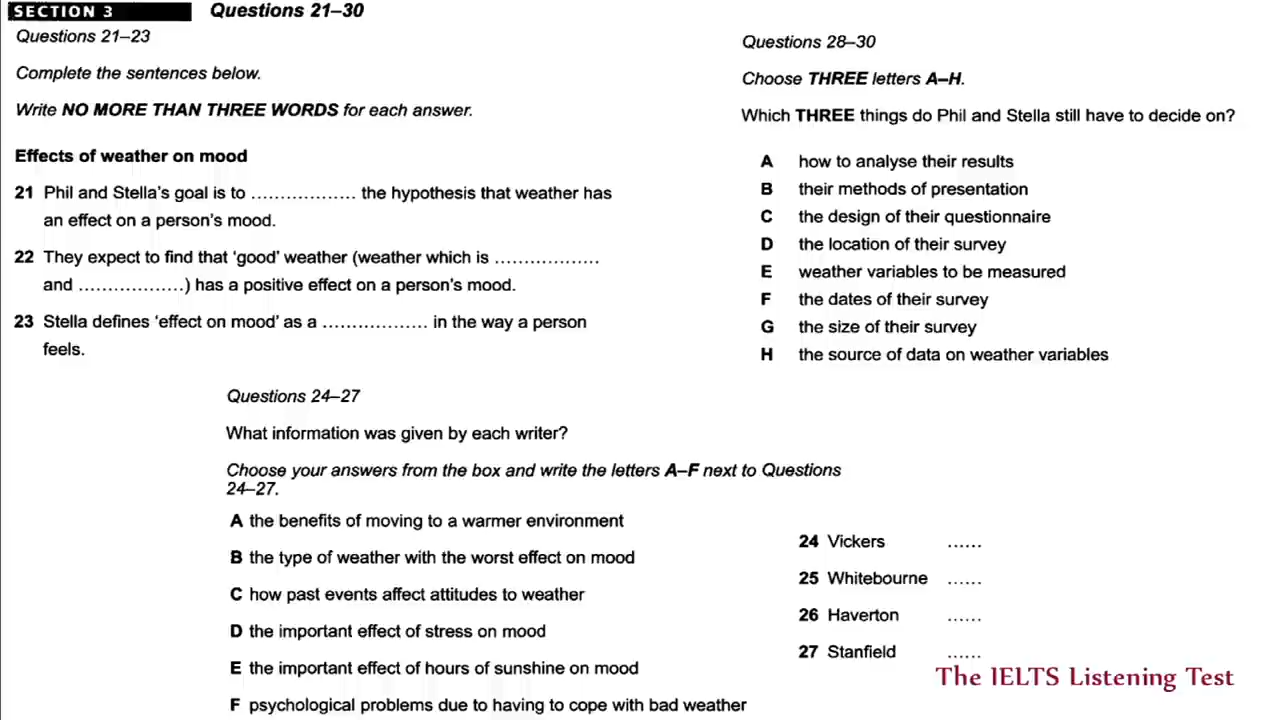 SECTION 3
Questions 21–30
Questions 21–23
Complete the sentences below.
Write NO MORE THAN THREE WORDS for each answer.
Effects of weather on mood
21 Phil and Stella's goal is to .................. the hypothesis that weather has
an effect on a person's mood.
22 They expect to find that 'good' weather (weather which is ..................
and ..................) has a positive effect on a person's mood.
23 Stella defines 'effect on mood' as a .................. in the way a person
feels.
Questions 28–30
Choose THREE letters A–H.
Which THREE things do Phil and Stella still have to decide on?
A how to analyse their results
B their methods of presentation
C the design of their questionnaire
D the location of their survey
E weather variables to be measured
F the dates of their survey
G the size of their survey
H the source of data on weather variables
Questions 24–27
What information was given by each writer?
Choose your answers from the box and write the letters A–F next to Questions
24–27.
A the benefits of moving to a warmer environment
B the type of weather with the worst effect on mood
C how past events affect attitudes to weather
D the important effect of stress on mood
E the important effect of hours of sunshine on mood
F psychological problems due to having to cope with bad weather
24 Vickers ......
25 Whitebourne ......
26 Haverton ......
27 Stanfield ......
The IELTS Listening Test